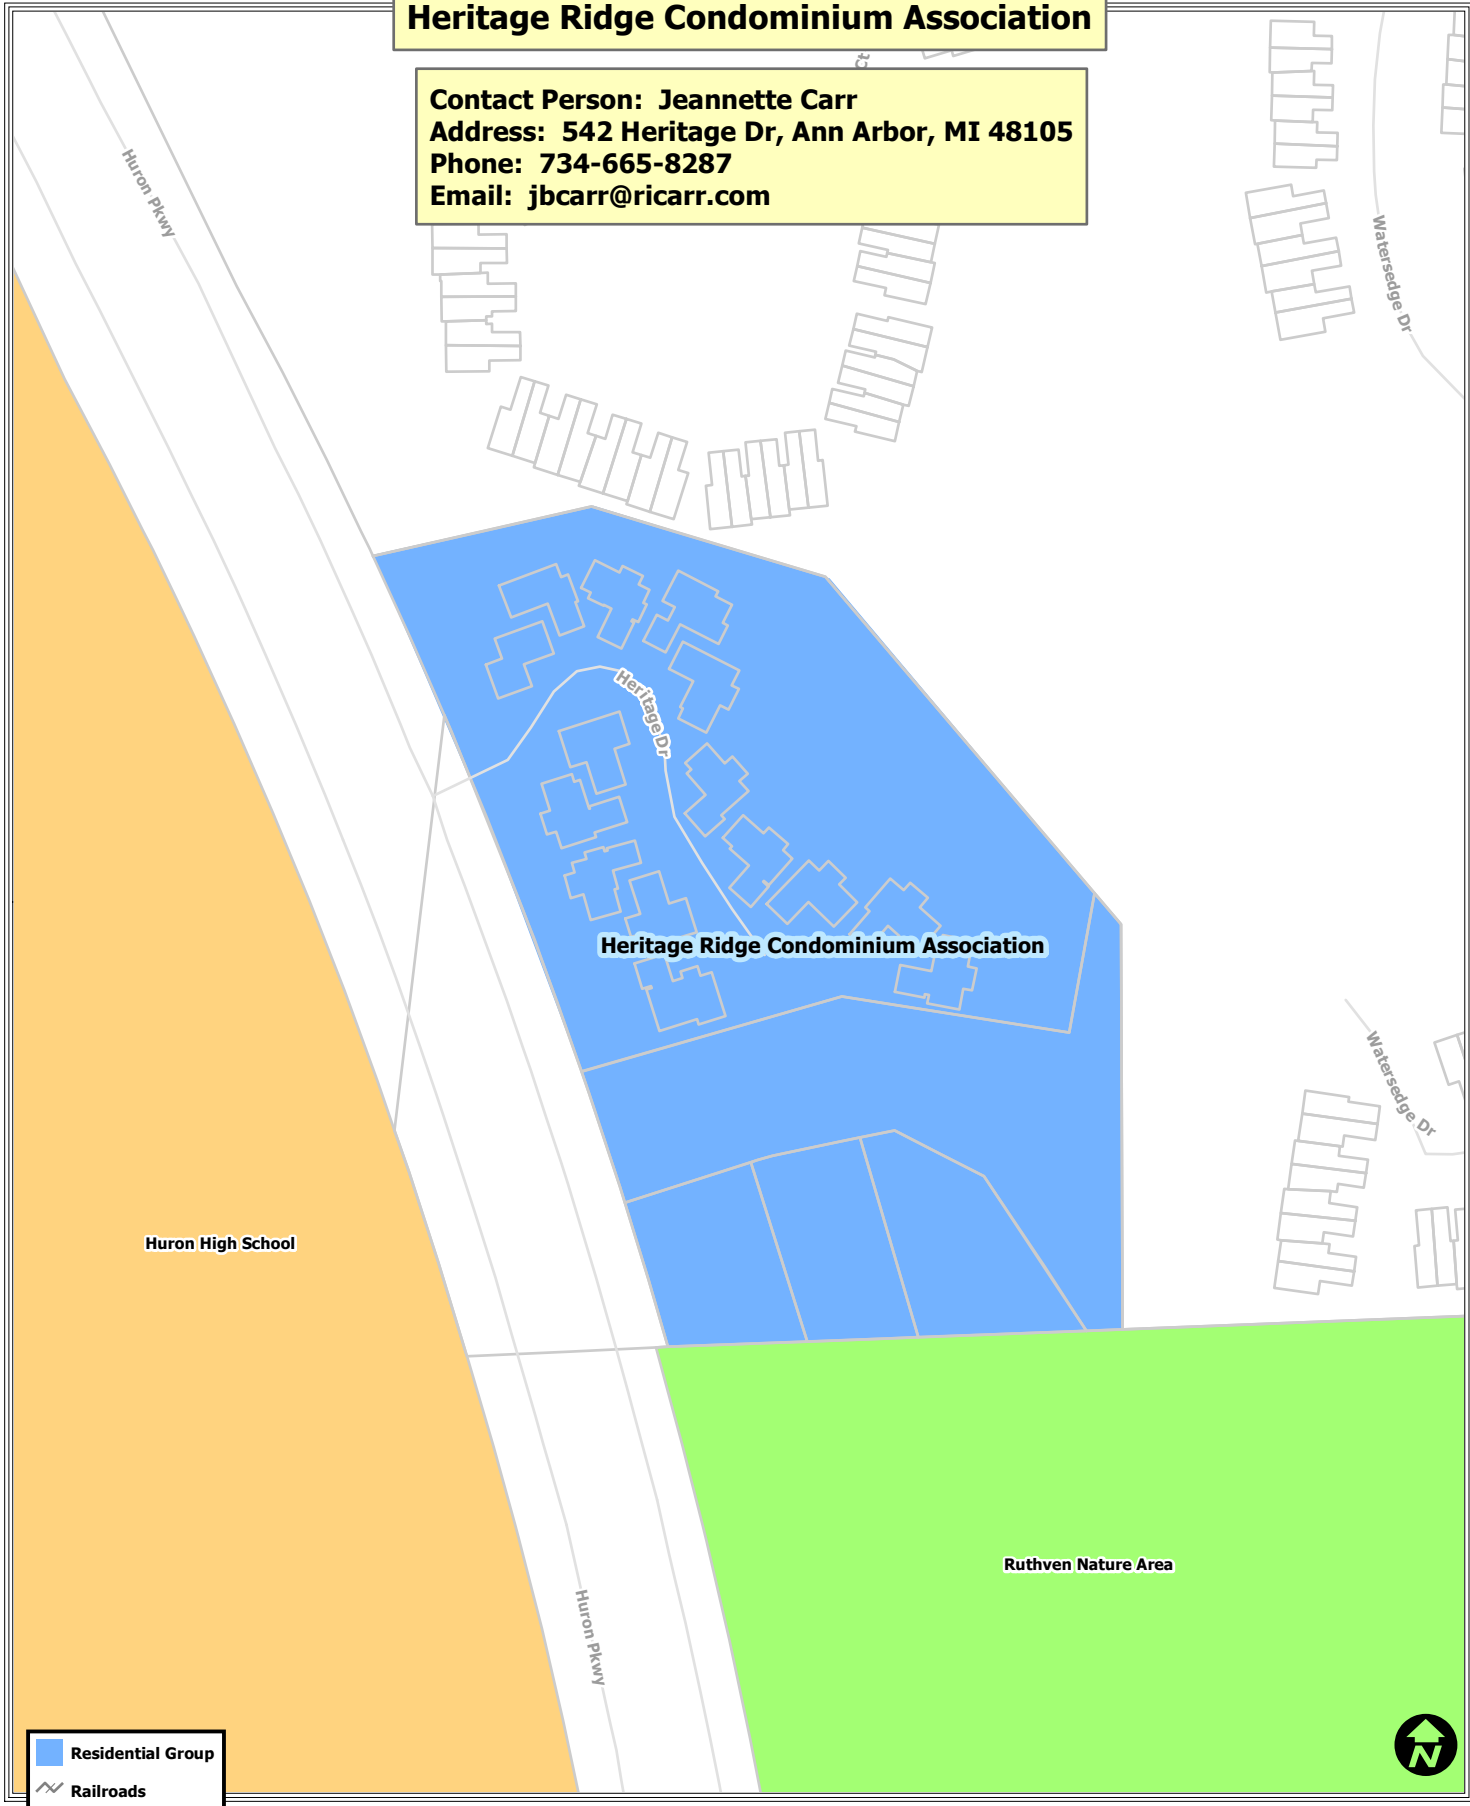 Heritage Ridge Condominium Association
Ct
Contact Person: Jeannette Carr
Address: 542 Heritage Dr, Ann Arbor, MI 48105
Phone: 734-665-8287
Email: jbcarr@ricarr.com
Huron Pkwy
Watersedge Dr
Heritage Dr
Heritage Ridge Condominium Association
Watersedge Dr
Huron High School
Ruthven Nature Area
Huron Pkwy
Residential Group
Railroads
N